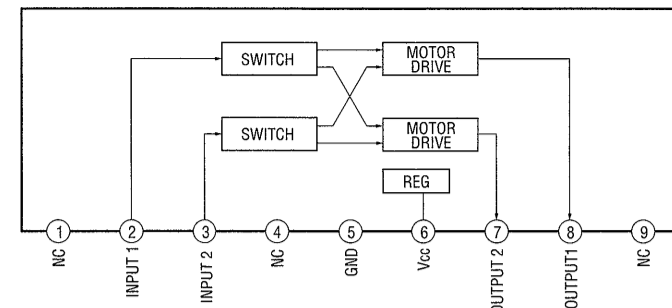 SWITCH
MOTOR
DRIVE
SWITCH
MOTOR
DRIVE
REG
1
2
3
4
5
6
7
8
9
NC
INPUT 1
INPUT 2
NC
GND
Vcc
OUTPUT 2
OUTPUT1
NC